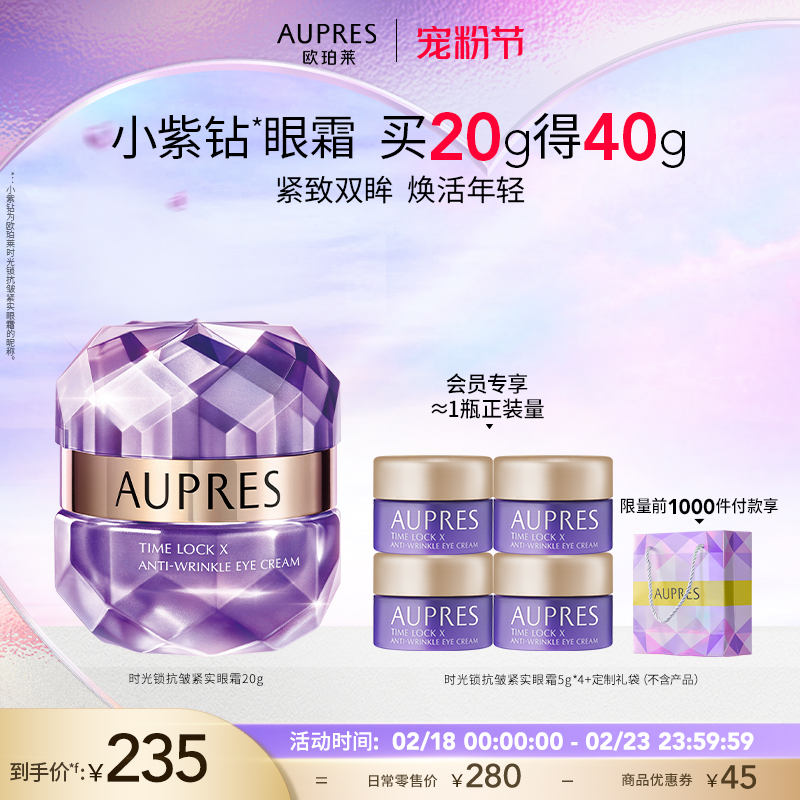 AUPRES
欧珀莱
宠粉节
小紫钻*眼霜 买20g得40g
紧致双眸 焕活年轻
*:小紫钻为欧珀莱时光锁抗皱紧实眼霜的昵称。
AUPRES
TIME LOCK X
ANTI-WRINKLE EYE CREAM
会员专享
≈1瓶正装量
AUPRES
TIME LOCK X
ANTI-WRINKLE EYE CREAM
AUPRES
TIME LOCK X
ANTI-WRINKLE EYE CREAM
AUPRES
TIME LOCK X
ANTI-WRINKLE EYE CREAM
AUPRES
TIME LOCK X
ANTI-WRINKLE EYE CREAM
限量前1000件付款享
AUPRES
时光锁抗皱紧实眼霜20g
时光锁抗皱紧实眼霜5g*4+定制礼袋 (不含产品)
活动时间: 02/18 00:00:00 - 02/23 23:59:59
到手价*f:¥235 = 日常零售价 ¥280 − 商品优惠券 ¥45